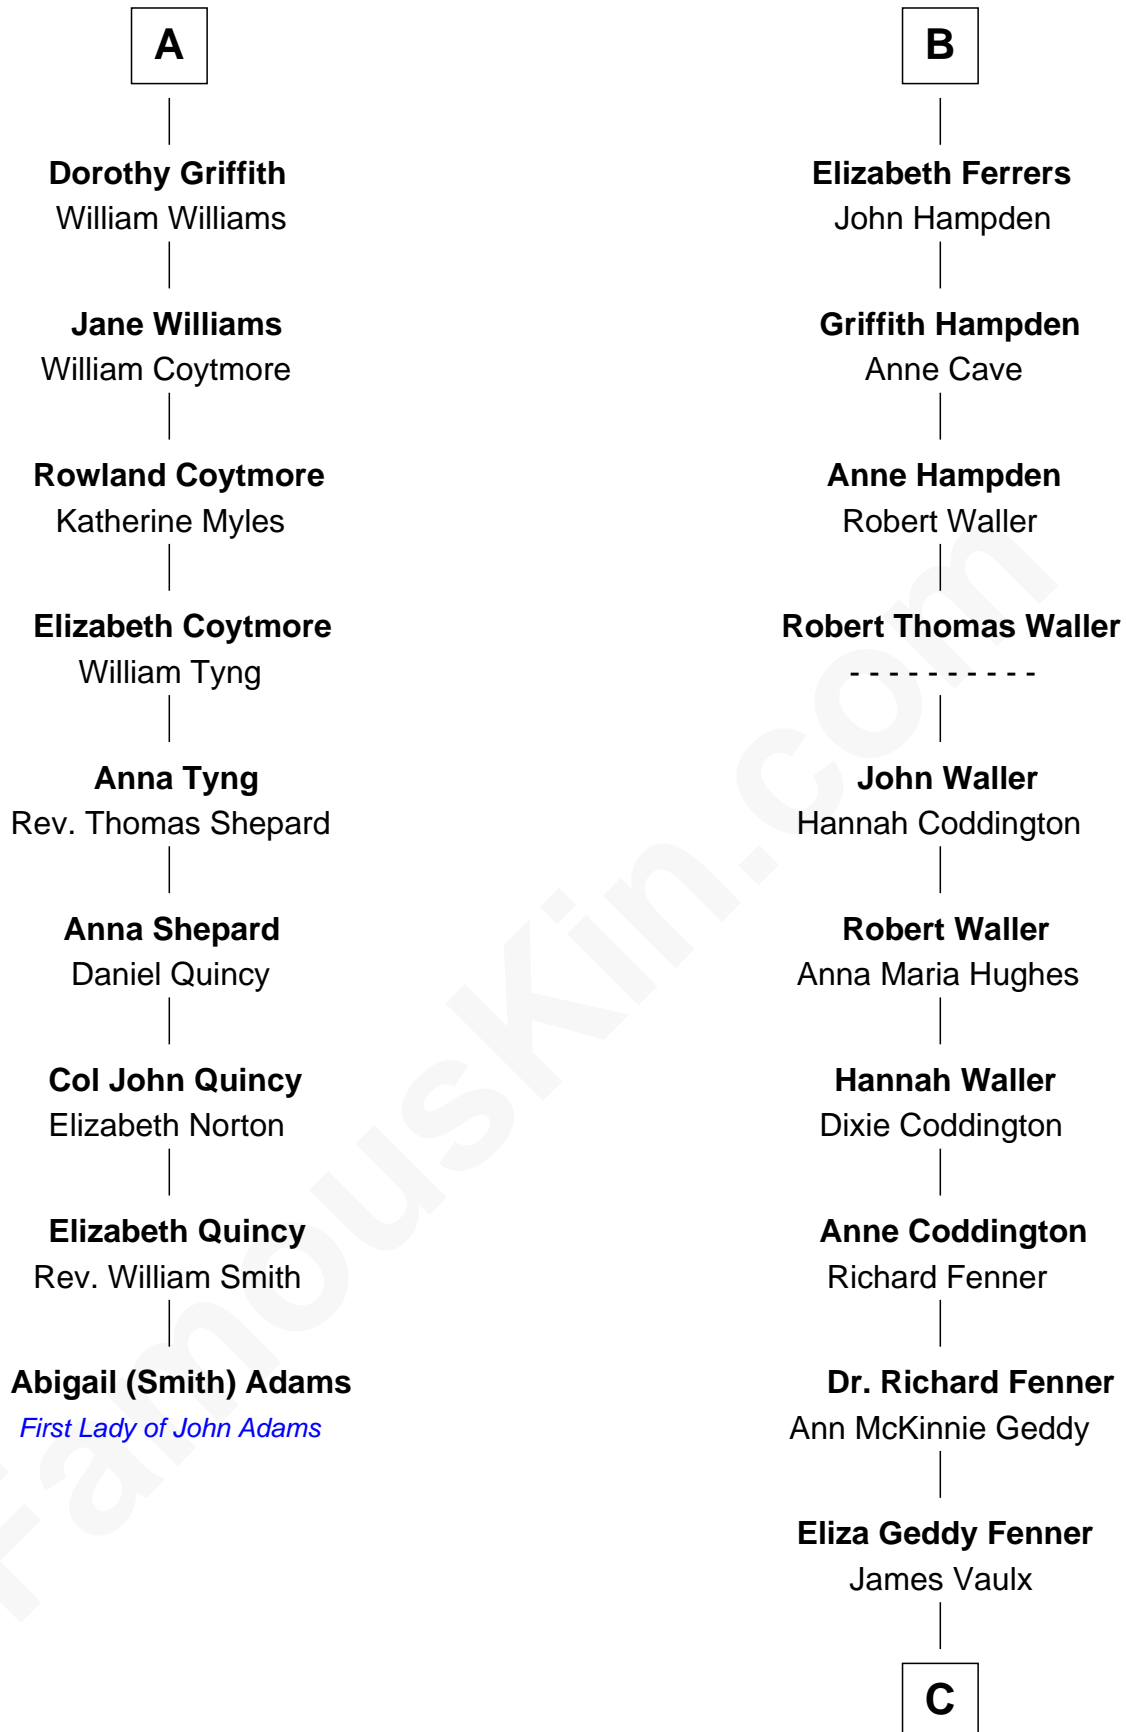 A
Dorothy Griffith
William Williams
Jane Williams
William Coytmore
Rowland Coytmore
Katherine Myles
Elizabeth Coytmore
William Tyng
Anna Tyng
Rev. Thomas Shepard
Anna Shepard
Daniel Quincy
Col John Quincy
Elizabeth Norton
Elizabeth Quincy
Rev. William Smith
Abigail (Smith) Adams
First Lady of John Adams
B
Elizabeth Ferrers
John Hampden
Griffith Hampden
Anne Cave
Anne Hampden
Robert Waller
Robert Thomas Waller
- - - - - - - - - -
John Waller
Hannah Coddington
Robert Waller
Anna Maria Hughes
Hannah Waller
Dixie Coddington
Anne Coddington
Richard Fenner
Dr. Richard Fenner
Ann McKinnie Geddy
Eliza Geddy Fenner
James Vaulx
C
FamousKin.com